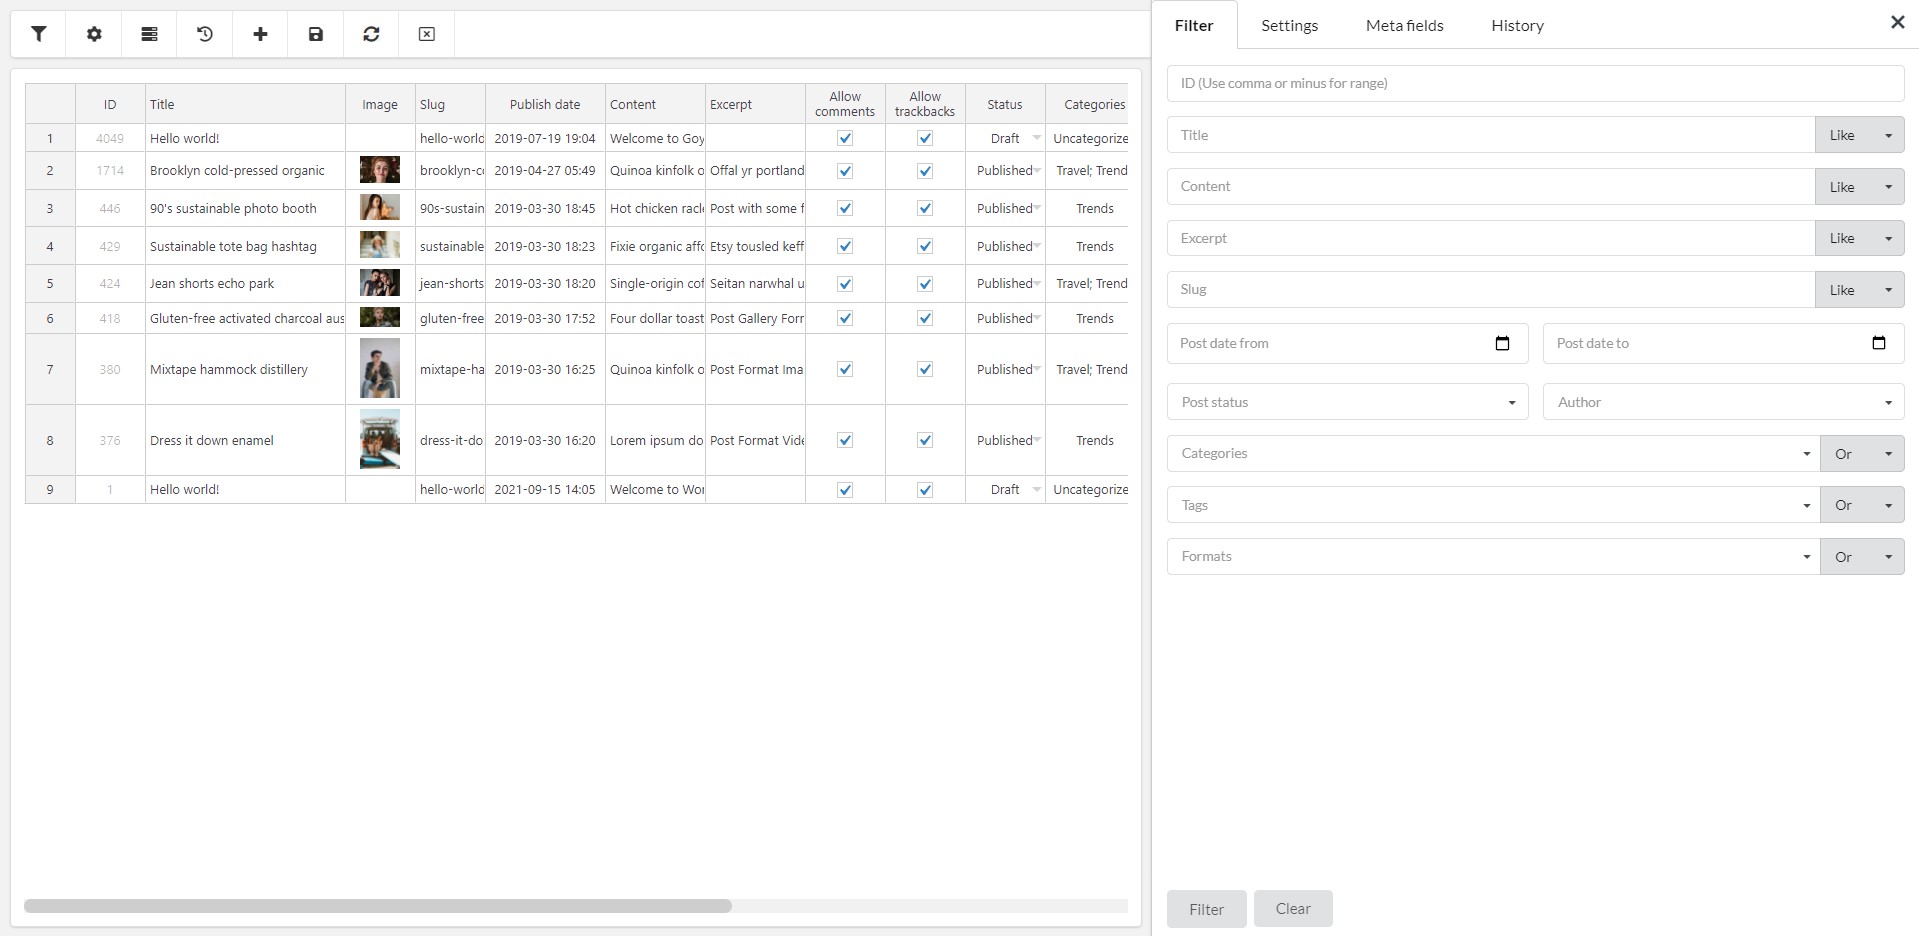 Filter Settings Meta fields History
ID Title Image Slug Publish date Content Excerpt Allow comments Allow trackbacks Status Categories
1 4049 Hello world! hello-world 2019-07-19 19:04 Welcome to Goy Draft Uncategorize
2 1714 Brooklyn cold-pressed organic brooklyn-c 2019-04-27 05:49 Quinoa kinfolk o Offal yr portland Published Travel; Trend
3 446 90's sustainable photo booth 90s-sustain 2019-03-30 18:45 Hot chicken racl Post with some f Published Trends
4 429 Sustainable tote bag hashtag sustainable 2019-03-30 18:23 Fixie organic affo Etsy tousled keff Published Trends
5 424 Jean shorts echo park jean-shorts 2019-03-30 18:20 Single-origin cof Seitan narwhal u Published Travel; Trend
6 418 Gluten-free activated charcoal aus gluten-free 2019-03-30 17:52 Four dollar toast Post Gallery Forr Published Trends
7 380 Mixtape hammock distillery mixtape-ha 2019-03-30 16:25 Quinoa kinfolk o Post Format Ima Published Travel; Trend
8 376 Dress it down enamel dress-it-do 2019-03-30 16:20 Lorem ipsum do Post Format Vide Published Trends
9 1 Hello world! hello-world 2021-09-15 14:05 Welcome to Wor Draft Uncategorize
ID (Use comma or minus for range)
Title Like
Content Like
Excerpt Like
Slug Like
Post date from Post date to
Post status Author
Categories Or
Tags Or
Formats Or
Filter Clear